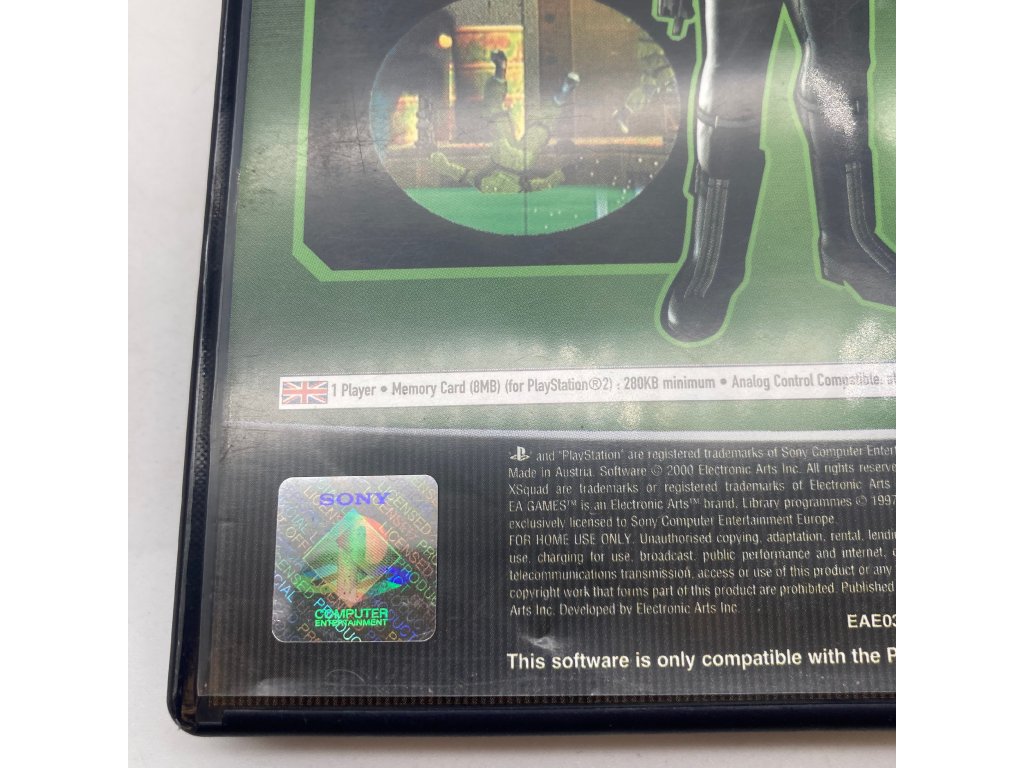 1 Player • Memory Card (8MB) (for PlayStation®2) : 280KB minimum • Analog Control Compatible:
and "PlayStation" are registered trademarks of Sony Computer
Made in Austria. Software © 2000 Electronic Arts Inc. All rights
XSquad are trademarks or registered trademarks of Electronic Arts
EA GAMES™ is an Electronic Arts™ brand. Library programmes © 1997
exclusively licensed to Sony Computer Entertainment Europe.
FOR HOME USE ONLY. Unauthorised copying, adaptation, rental,
use, charging for use, broadcast, public performance and internet,
telecommunications transmission, access or use of this product or any
copyright work that forms part of this product are prohibited. Published
Arts Inc. Developed by Electronic Arts Inc.
EAE03
This software is only compatible with the
SONY
COMPUTER
ENTERTAINMENT